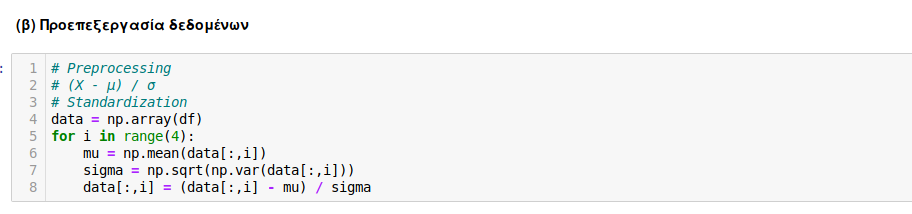 (β) Προεπεξεργασία δεδομένων
:
1 # Preprocessing
2 # (X - μ) / σ
3 # Standardization
4 data = np.array(df)
5 for i in range(4):
6     mu = np.mean(data[:,i])
7     sigma = np.sqrt(np.var(data[:,i]))
8     data[:,i] = (data[:,i] - mu) / sigma